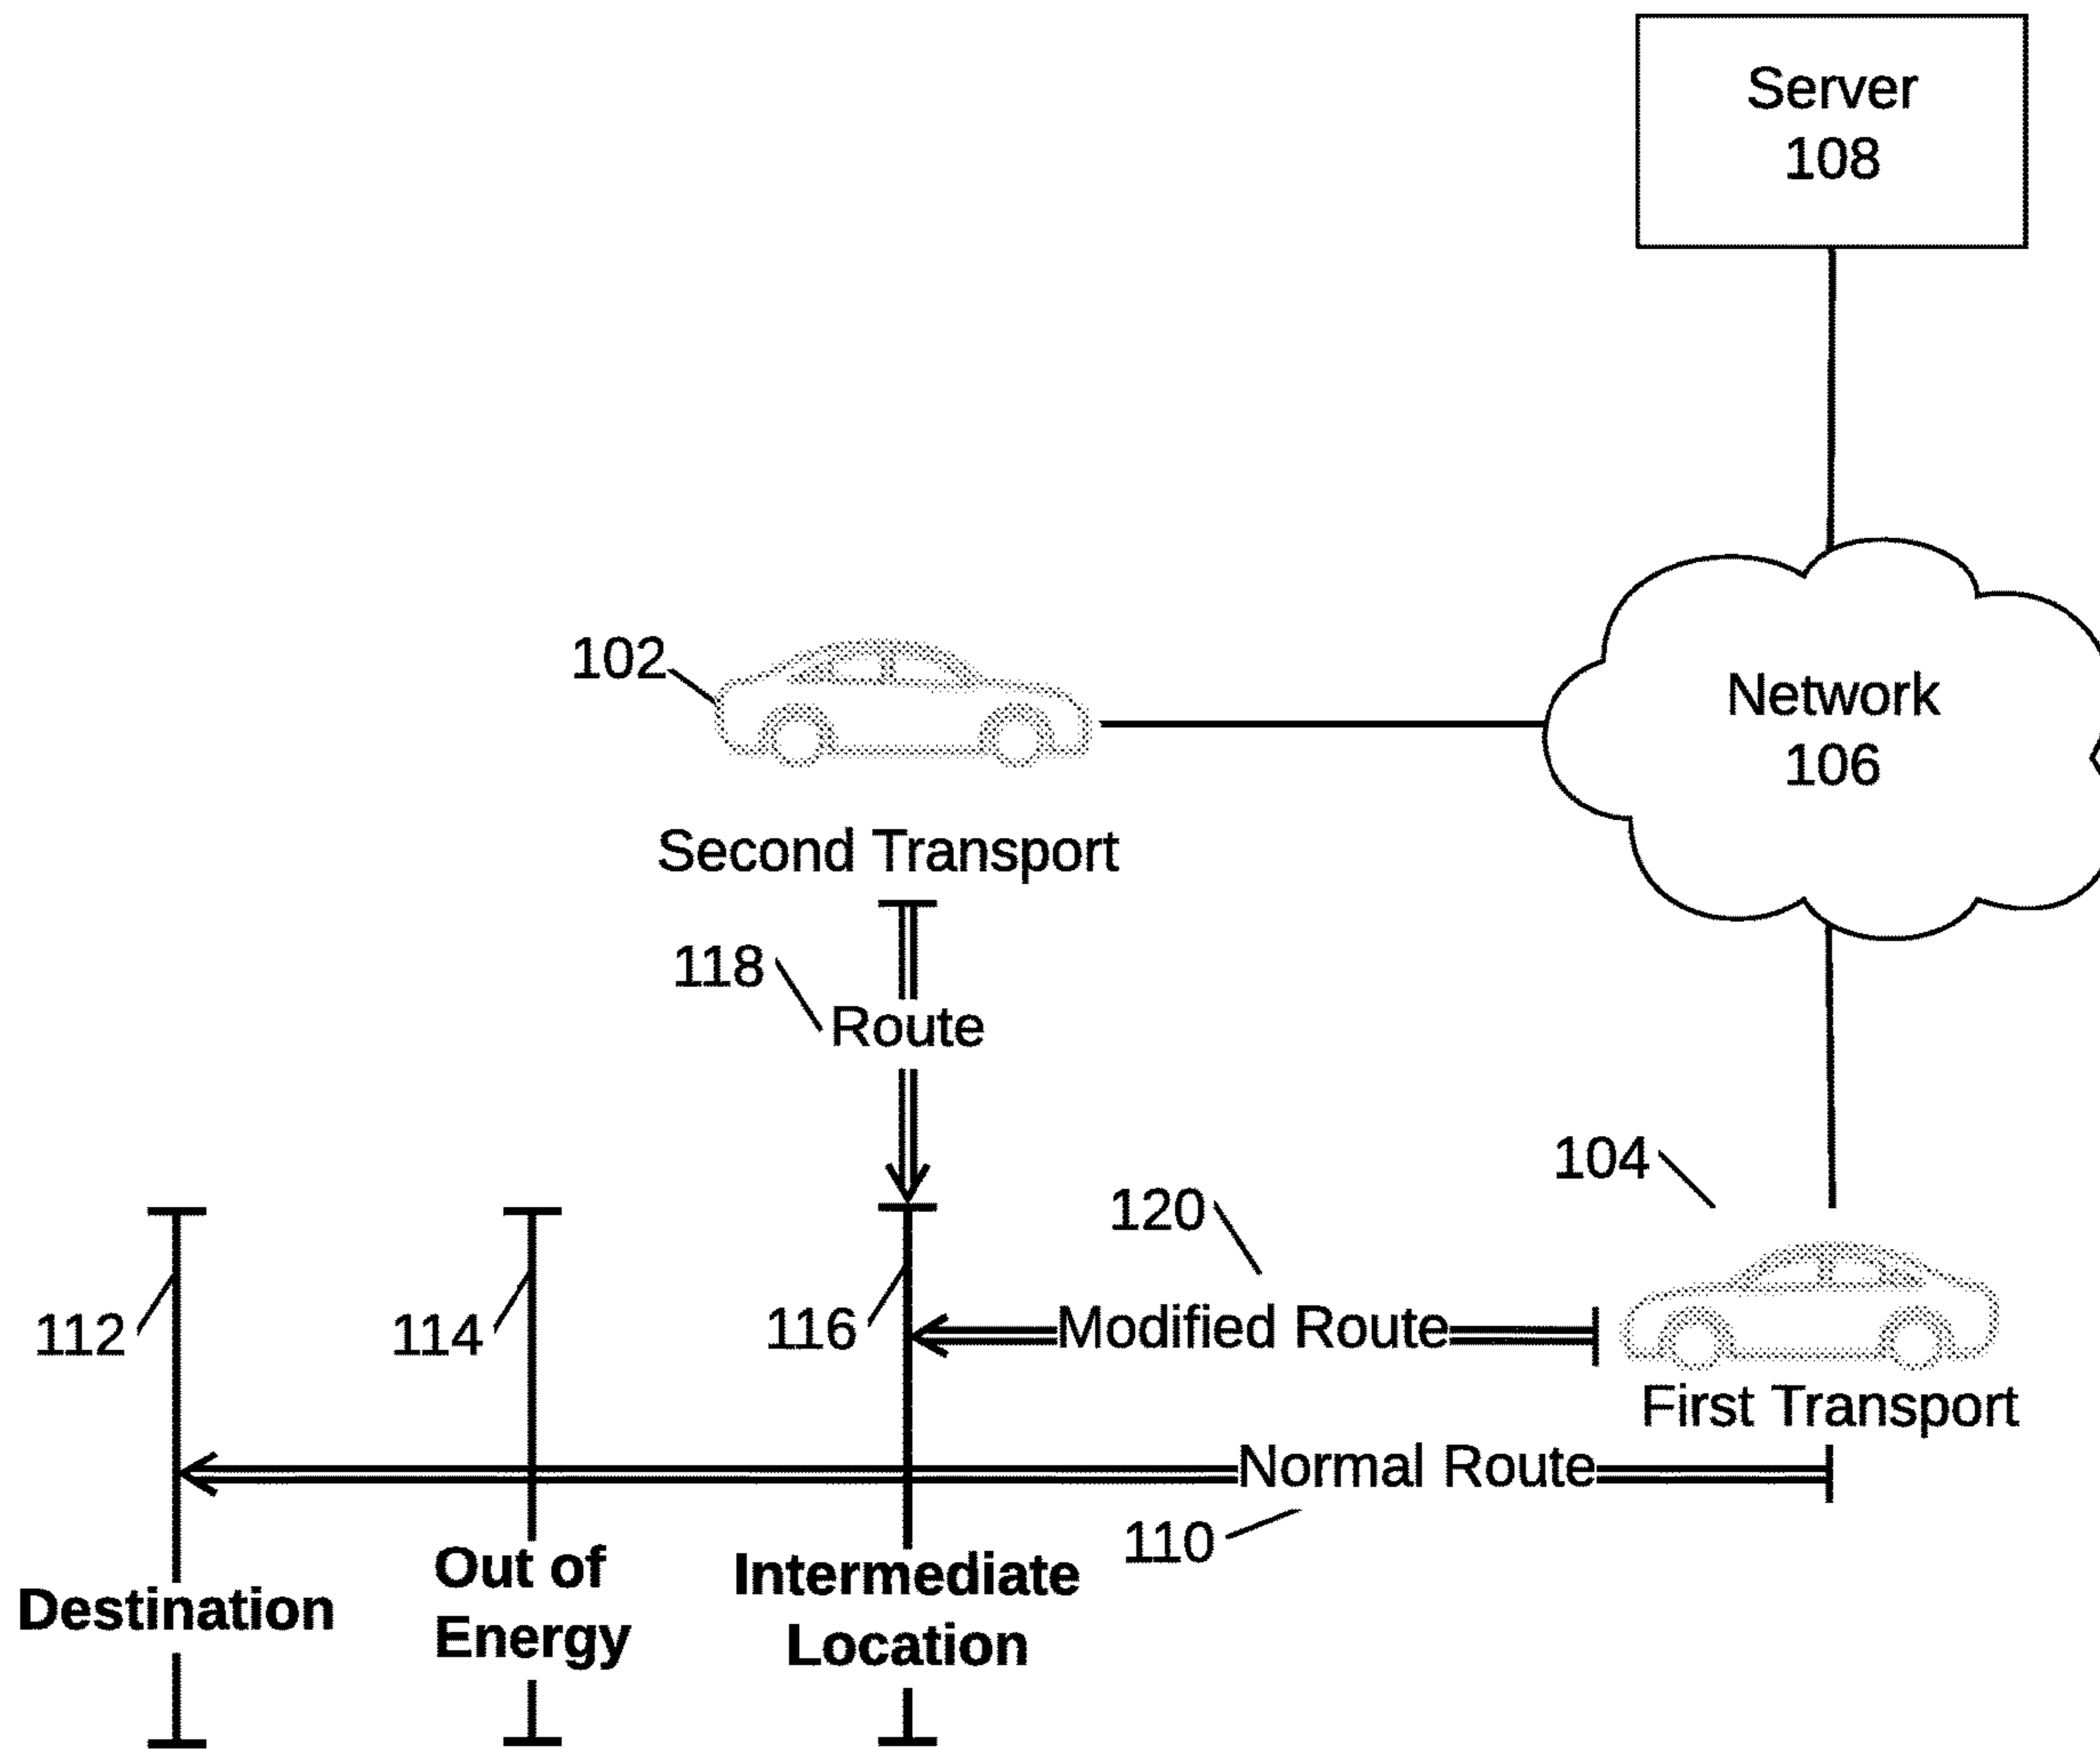 Server
108
102
Network
106
Second Transport
118
Route
104
120
112
114
116
Modified Route
First Transport
Normal Route
110
Out of
Energy
Intermediate
Location
Destination